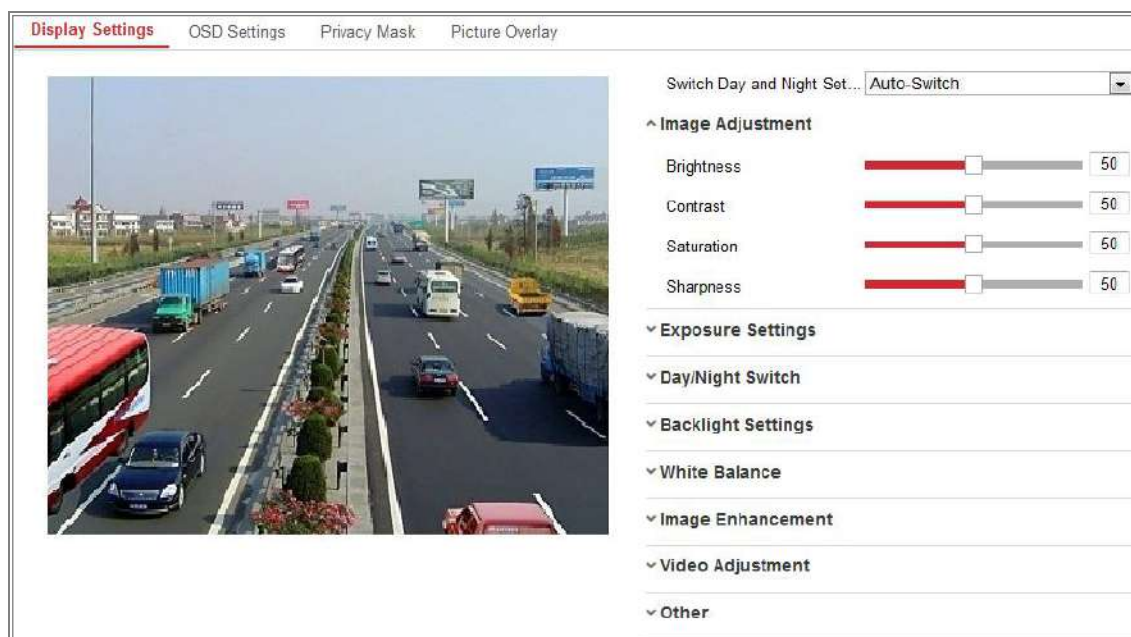 Display Settings OSD Settings Privacy Mask Picture Overlay
Switch Day and Night Set... Auto-Switch
Image Adjustment
Brightness 50
Contrast 50
Saturation 50
Sharpness 50
Exposure Settings
Day/Night Switch
Backlight Settings
White Balance
Image Enhancement
Video Adjustment
Other